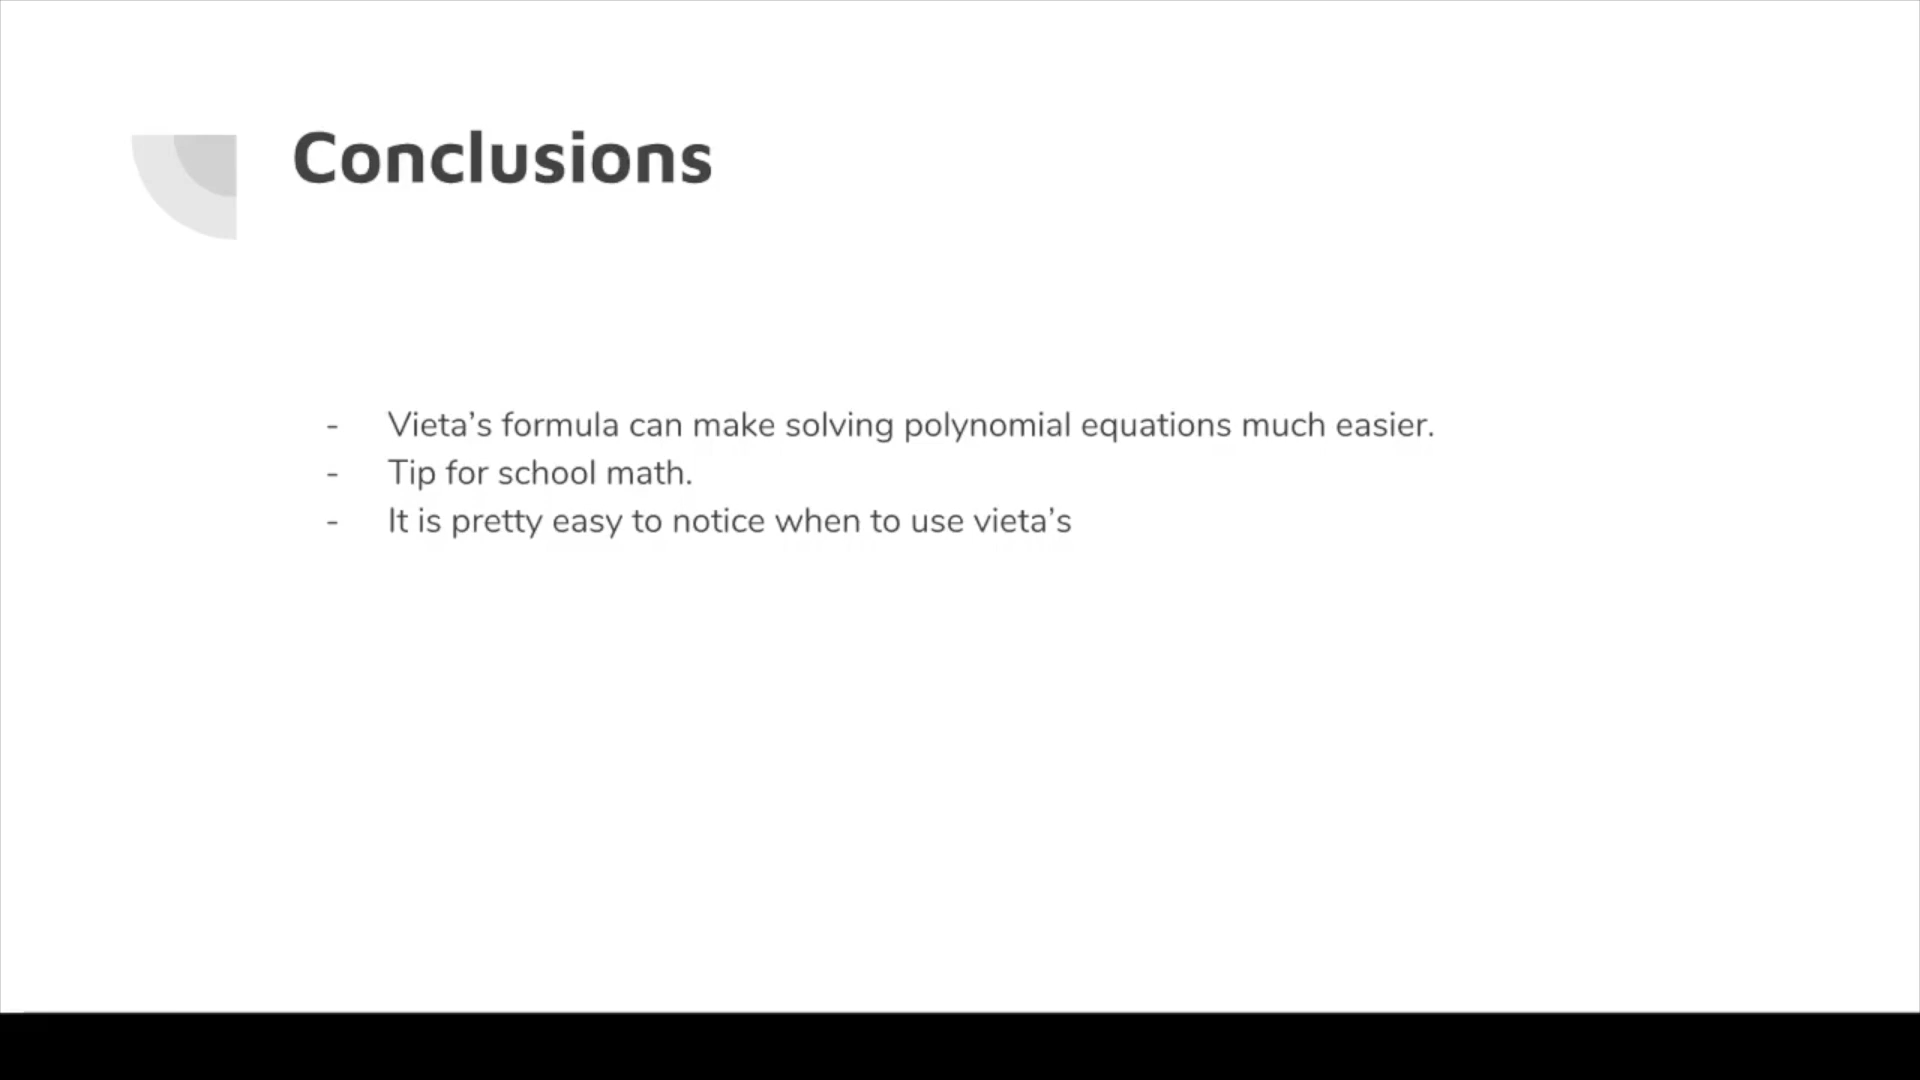 Conclusions
- Vieta’s formula can make solving polynomial equations much easier.
- Tip for school math.
- It is pretty easy to notice when to use vieta’s